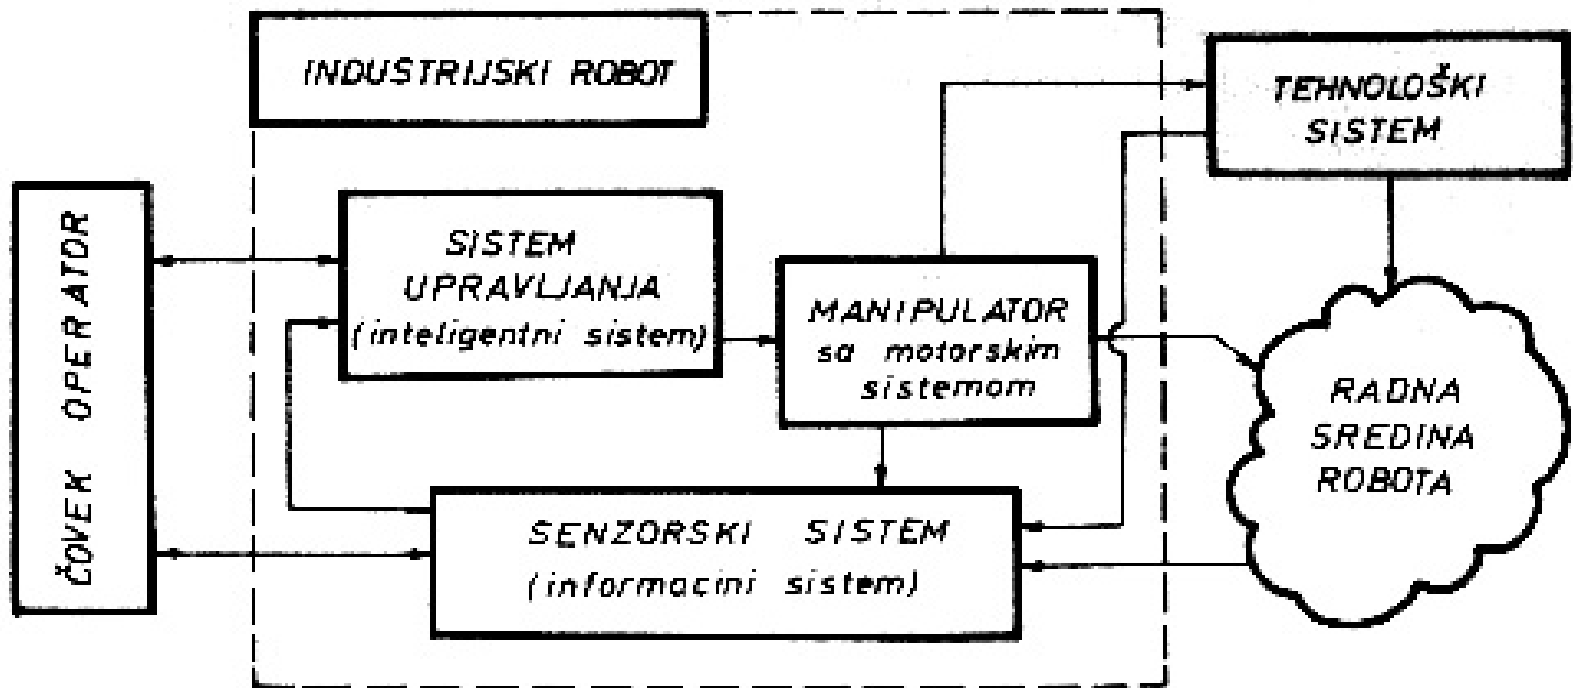 INDUSTRIJSKI ROBOT
TEHNOLOŠKI
SISTEM
ČOVEK OPERATOR
SISTEM
UPRAVLJANJA
(inteligentni sistem)
MANIPULATOR
sa motorskim
sistemom
RADNA
SREDINA
ROBOTA
SENZORSKI SISTEM
(informacini sistem)